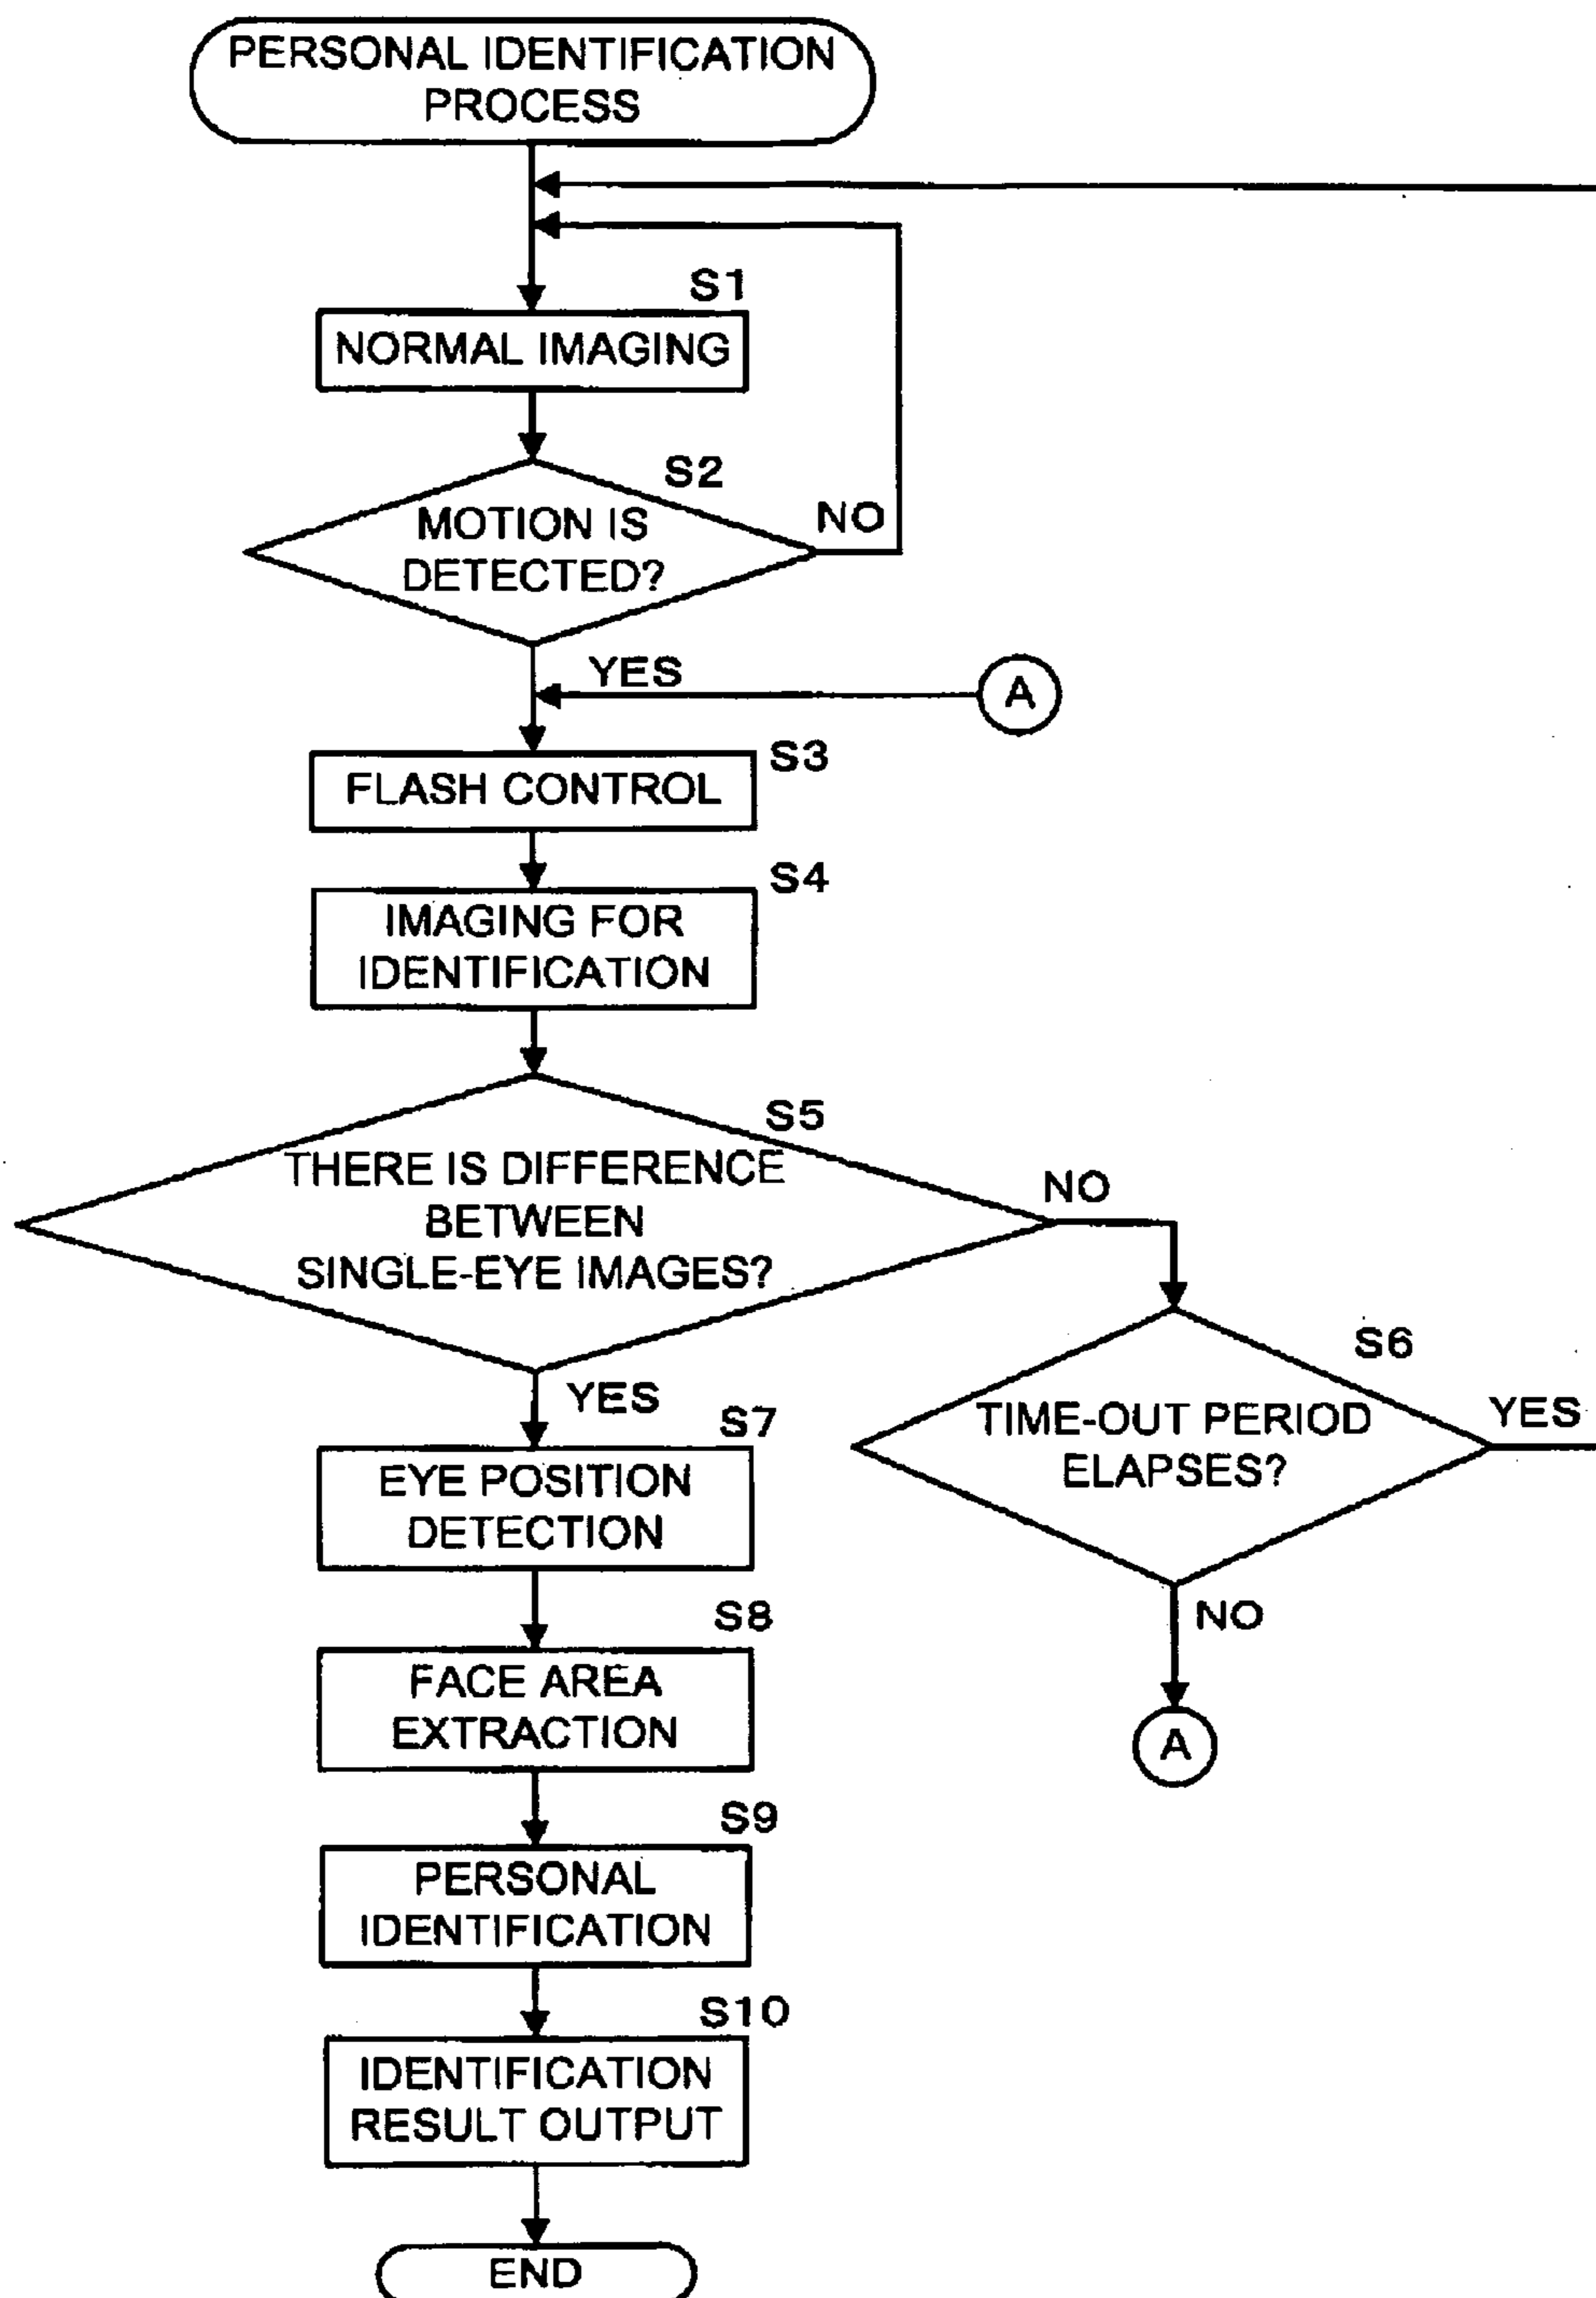 PERSONAL IDENTIFICATION
PROCESS
S1
NORMAL IMAGING
S2
MOTION IS
DETECTED?
NO
YES
A
S3
FLASH CONTROL
S4
IMAGING FOR
IDENTIFICATION
S5
THERE IS DIFFERENCE
BETWEEN
SINGLE-EYE IMAGES?
NO
YES
S6
TIME-OUT PERIOD
ELAPSES?
YES
NO
A
S7
EYE POSITION
DETECTION
S8
FACE AREA
EXTRACTION
S9
PERSONAL
IDENTIFICATION
S10
IDENTIFICATION
RESULT OUTPUT
END